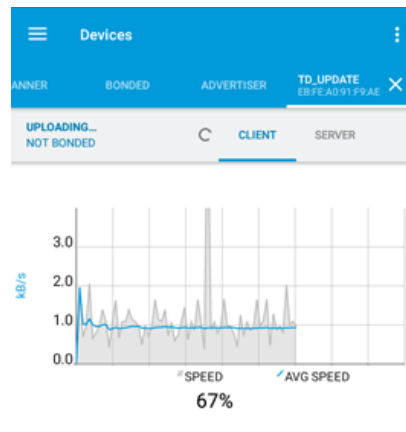 Devices
ANNER BONDED ADVERTISER TD_UPDATE
EB:FE:A0:91:F9:AE
UPLOADING...
NOT BONDED
CLIENT SERVER
kB/s
3.0
2.0
1.0
0.0
SPEED AVG SPEED
67%